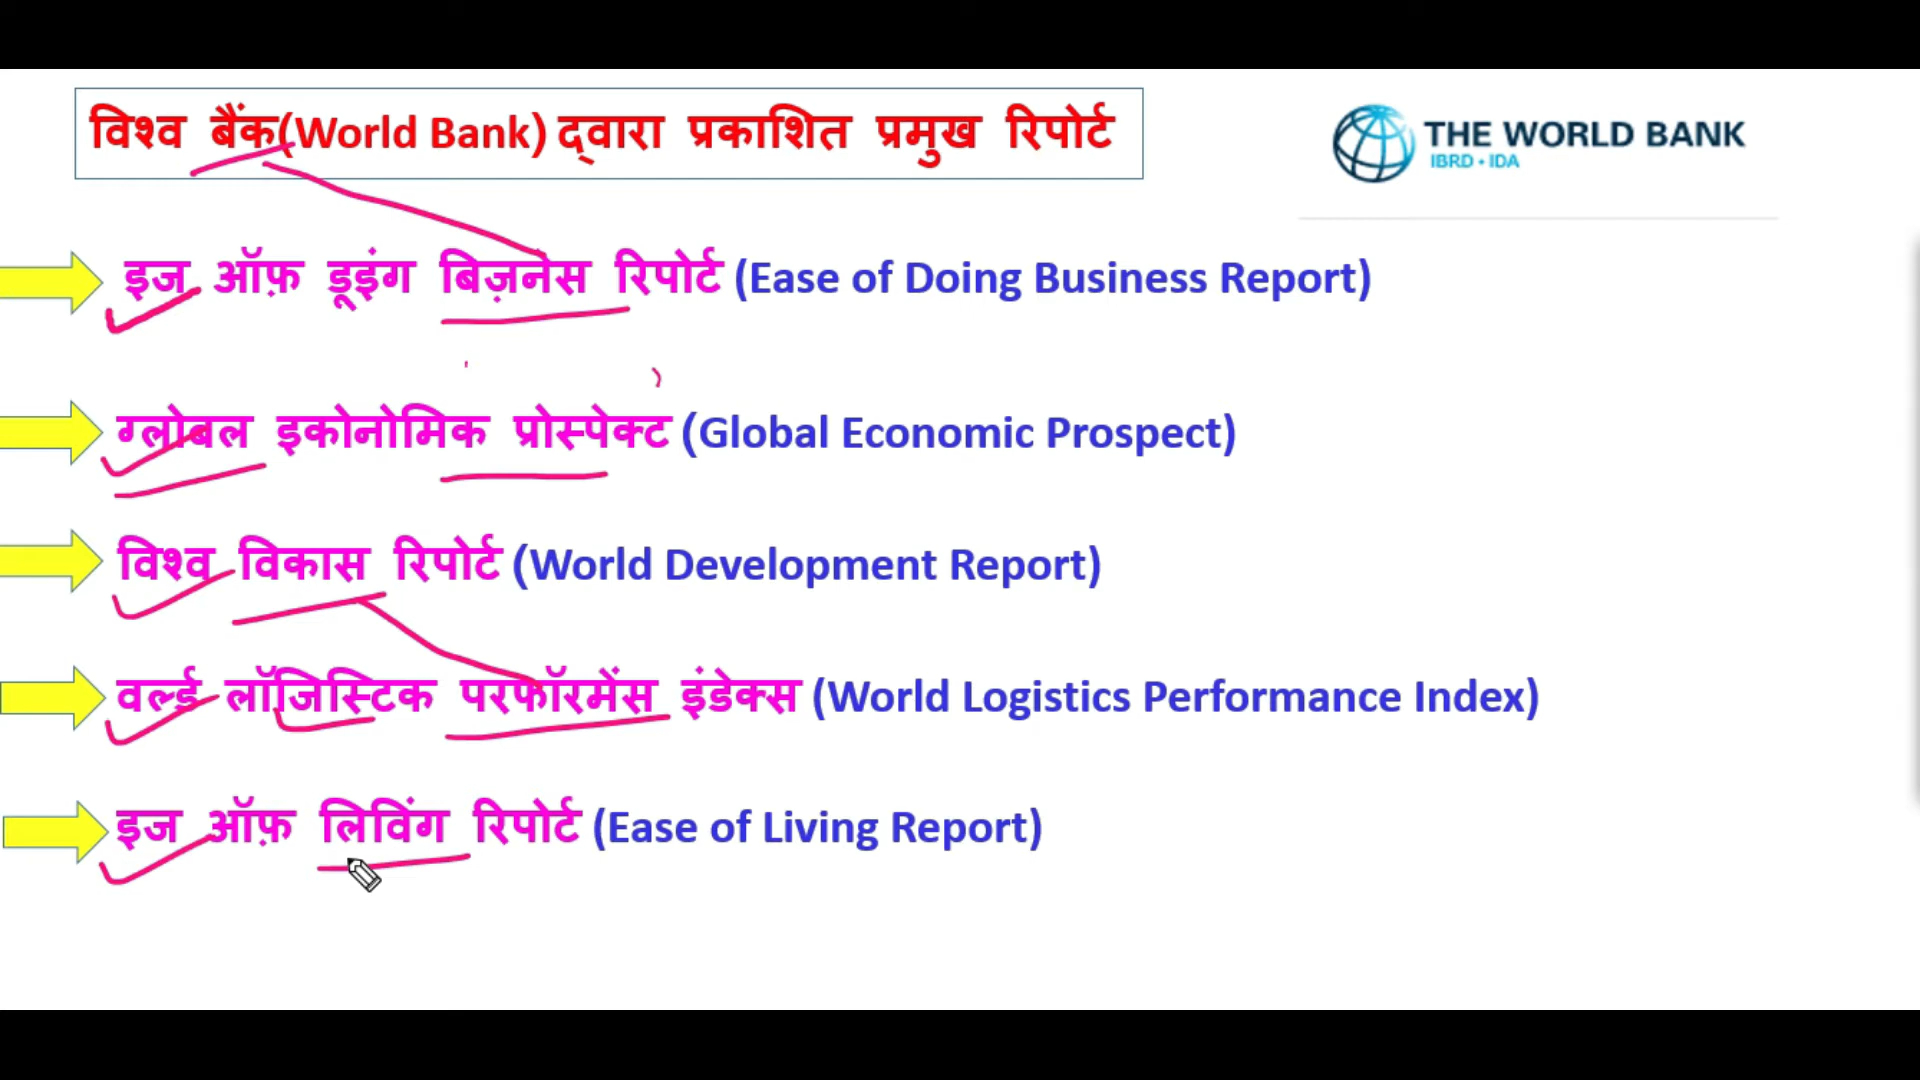 विश्व बैंक(World Bank) द्वारा प्रकाशित प्रमुख रिपोर्ट
THE WORLD BANK
IBRD • IDA
इज ऑफ़ डूइंग बिज़नेस रिपोर्ट (Ease of Doing Business Report)
ग्लोबल इकोनोमिक प्रोस्पेक्ट (Global Economic Prospect)
विश्व विकास रिपोर्ट (World Development Report)
वर्ल्ड लॉजिस्टिक परफॉरमेंस इंडेक्स (World Logistics Performance Index)
इज ऑफ़ लिविंग रिपोर्ट (Ease of Living Report)